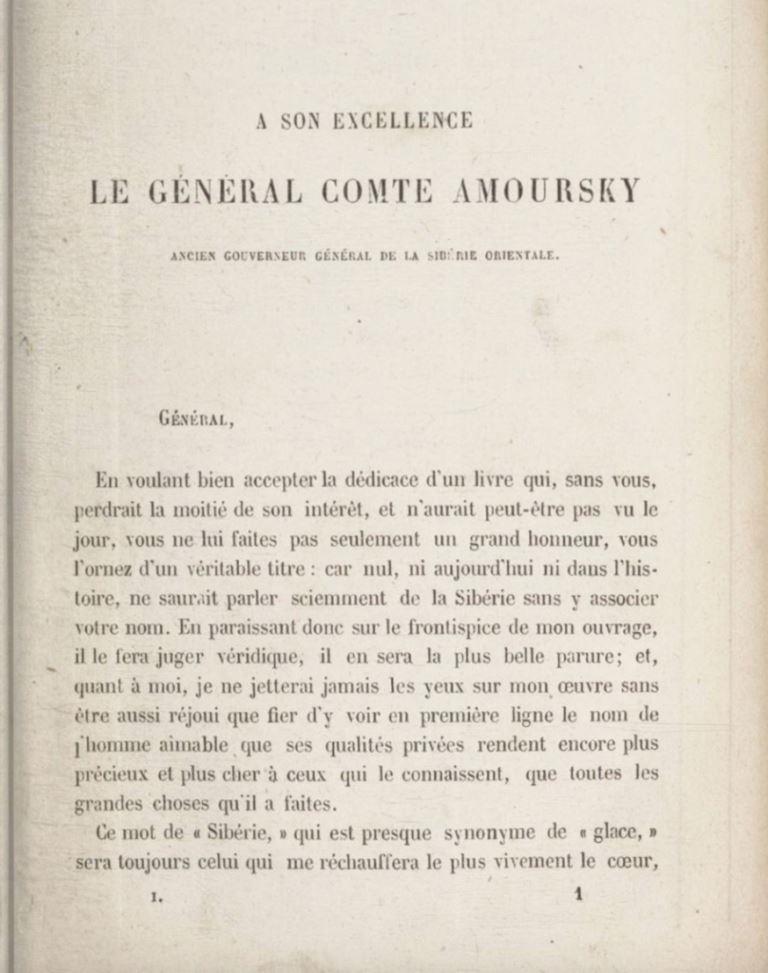 A SON EXCELLENCE
LE GÉNÉRAL COMTE AMOURSKY
ANCIEN GOUVERNEUR GÉNÉRAL DE LA SIBÉRIE ORIENTALE.
GÉNÉRAL,
En voulant bien accepter la dédicace d'un livre qui, sans vous,
perdrait la moitié de son intérêt, et n'aurait peut-être pas vu le
jour, vous ne lui faites pas seulement un grand honneur, vous
l'ornez d'un véritable titre : car nul, ni aujourd'hui ni dans l'his-
toire, ne saurait parler sciemment de la Sibérie sans y associer
votre nom. En paraissant donc sur le frontispice de mon ouvrage,
il le fera juger véridique, il en sera la plus belle parure; et,
quant à moi, je ne jetterai jamais les yeux sur mon œuvre sans
être aussi réjoui que fier d'y voir en première ligne le nom de
l'homme aimable que ses qualités privées rendent encore plus
précieux et plus cher à ceux qui le connaissent, que toutes les
grandes choses qu'il a faites.
Ce mot de « Sibérie, » qui est presque synonyme de « glace, »
sera toujours celui qui me réchauffera le plus vivement le cœur,
I. 1